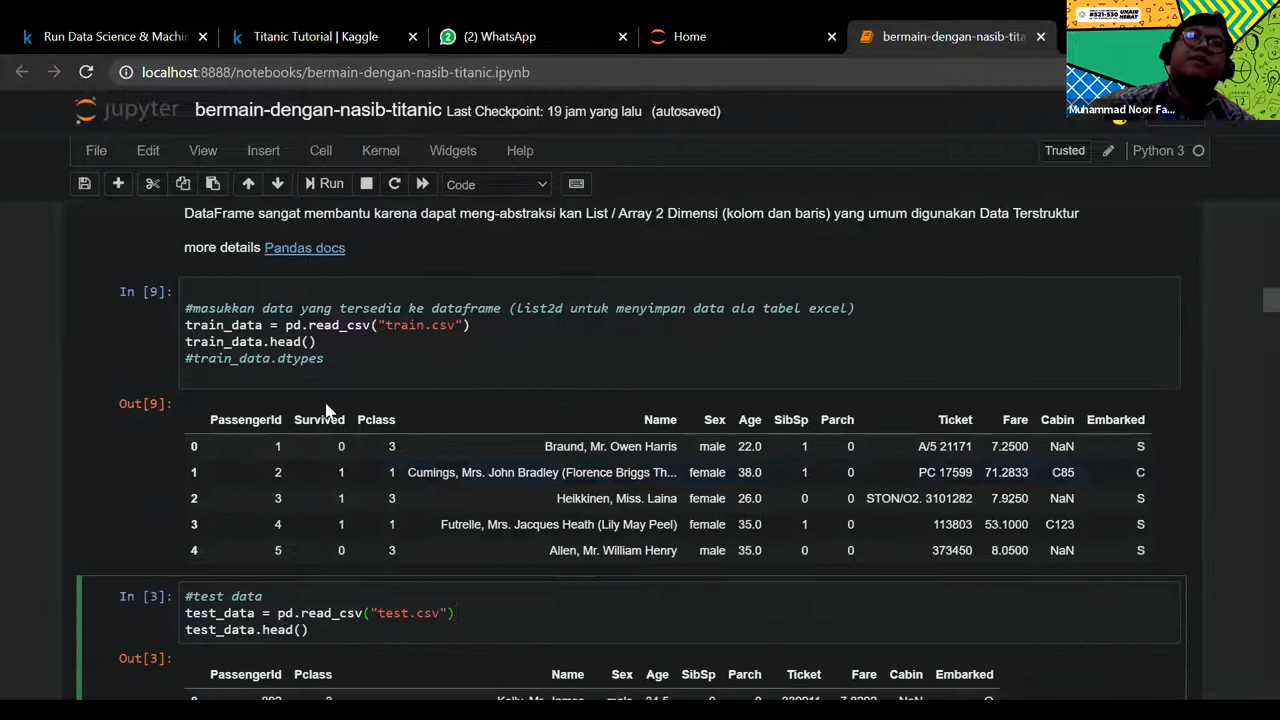 Run Data Science & Machin
Titanic Tutorial | Kaggle
(2) WhatsApp
Home
bermain-dengan-nasib-tita
#521-530
UNAIR
HEBAT
localhost:8888/notebooks/bermain-dengan-nasib-titanic.ipynb
Muhammad Noor Fa...
jupyter
bermain-dengan-nasib-titanic Last Checkpoint: 19 jam yang lalu (autosaved)
File Edit View Insert Cell Kernel Widgets Help
Trusted
Python 3
Run
Code
DataFrame sangat membantu karena dapat meng-abstraksi kan List / Array 2 Dimensi (kolom dan baris) yang umum digunakan Data Terstruktur
more details Pandas docs
In [9]:
#masukkan data yang tersedia ke dataframe (list2d untuk menyimpan data ala tabel excel)
train_data = pd.read_csv("train.csv")
train_data.head()
#train_data.dtypes
Out[9]:
PassengerId Survived Pclass Name Sex Age SibSp Parch Ticket Fare Cabin Embarked
0 1 0 3 Braund, Mr. Owen Harris male 22.0 1 0 A/5 21171 7.2500 NaN S
1 2 1 1 Cumings, Mrs. John Bradley (Florence Briggs Th... female 38.0 1 0 PC 17599 71.2833 C85 C
2 3 1 3 Heikkinen, Miss. Laina female 26.0 0 0 STON/O2. 3101282 7.9250 NaN S
3 4 1 1 Futrelle, Mrs. Jacques Heath (Lily May Peel) female 35.0 1 0 113803 53.1000 C123 S
4 5 0 3 Allen, Mr. William Henry male 35.0 0 0 373450 8.0500 NaN S
In [3]:
#test data
test_data = pd.read_csv("test.csv")
test_data.head()
Out[3]:
PassengerId Pclass Name Sex Age SibSp Parch Ticket Fare Cabin Embarked